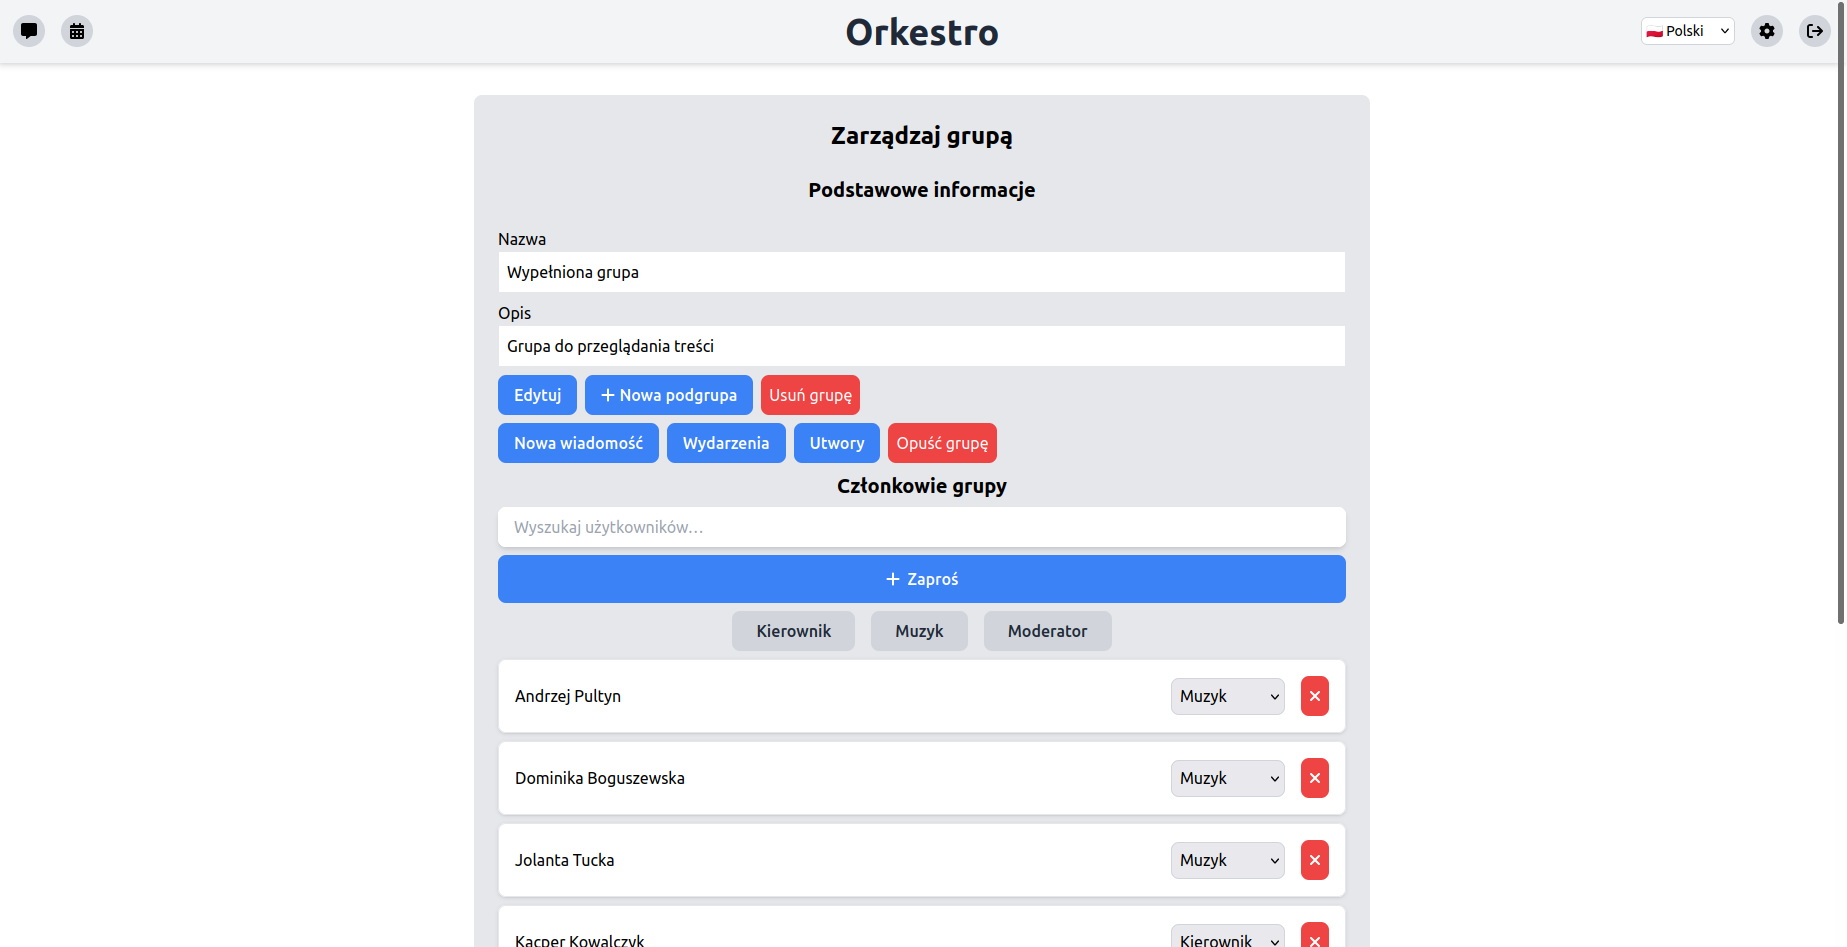 Orkestro
Polski
Zarządzaj grupą
Podstawowe informacje
Nazwa
Wypełniona grupa
Opis
Grupa do przeglądania treści
Edytuj + Nowa podgrupa Usuń grupę
Nowa wiadomość Wydarzenia Utwory Opuść grupę
Członkowie grupy
Wyszukaj użytkowników...
+ Zaproś
Kierownik Muzyk Moderator
Andrzej Pultyn Muzyk
Dominika Boguszewska Muzyk
Jolanta Tucka Muzyk
Kacper Kowalczyk Kierownik